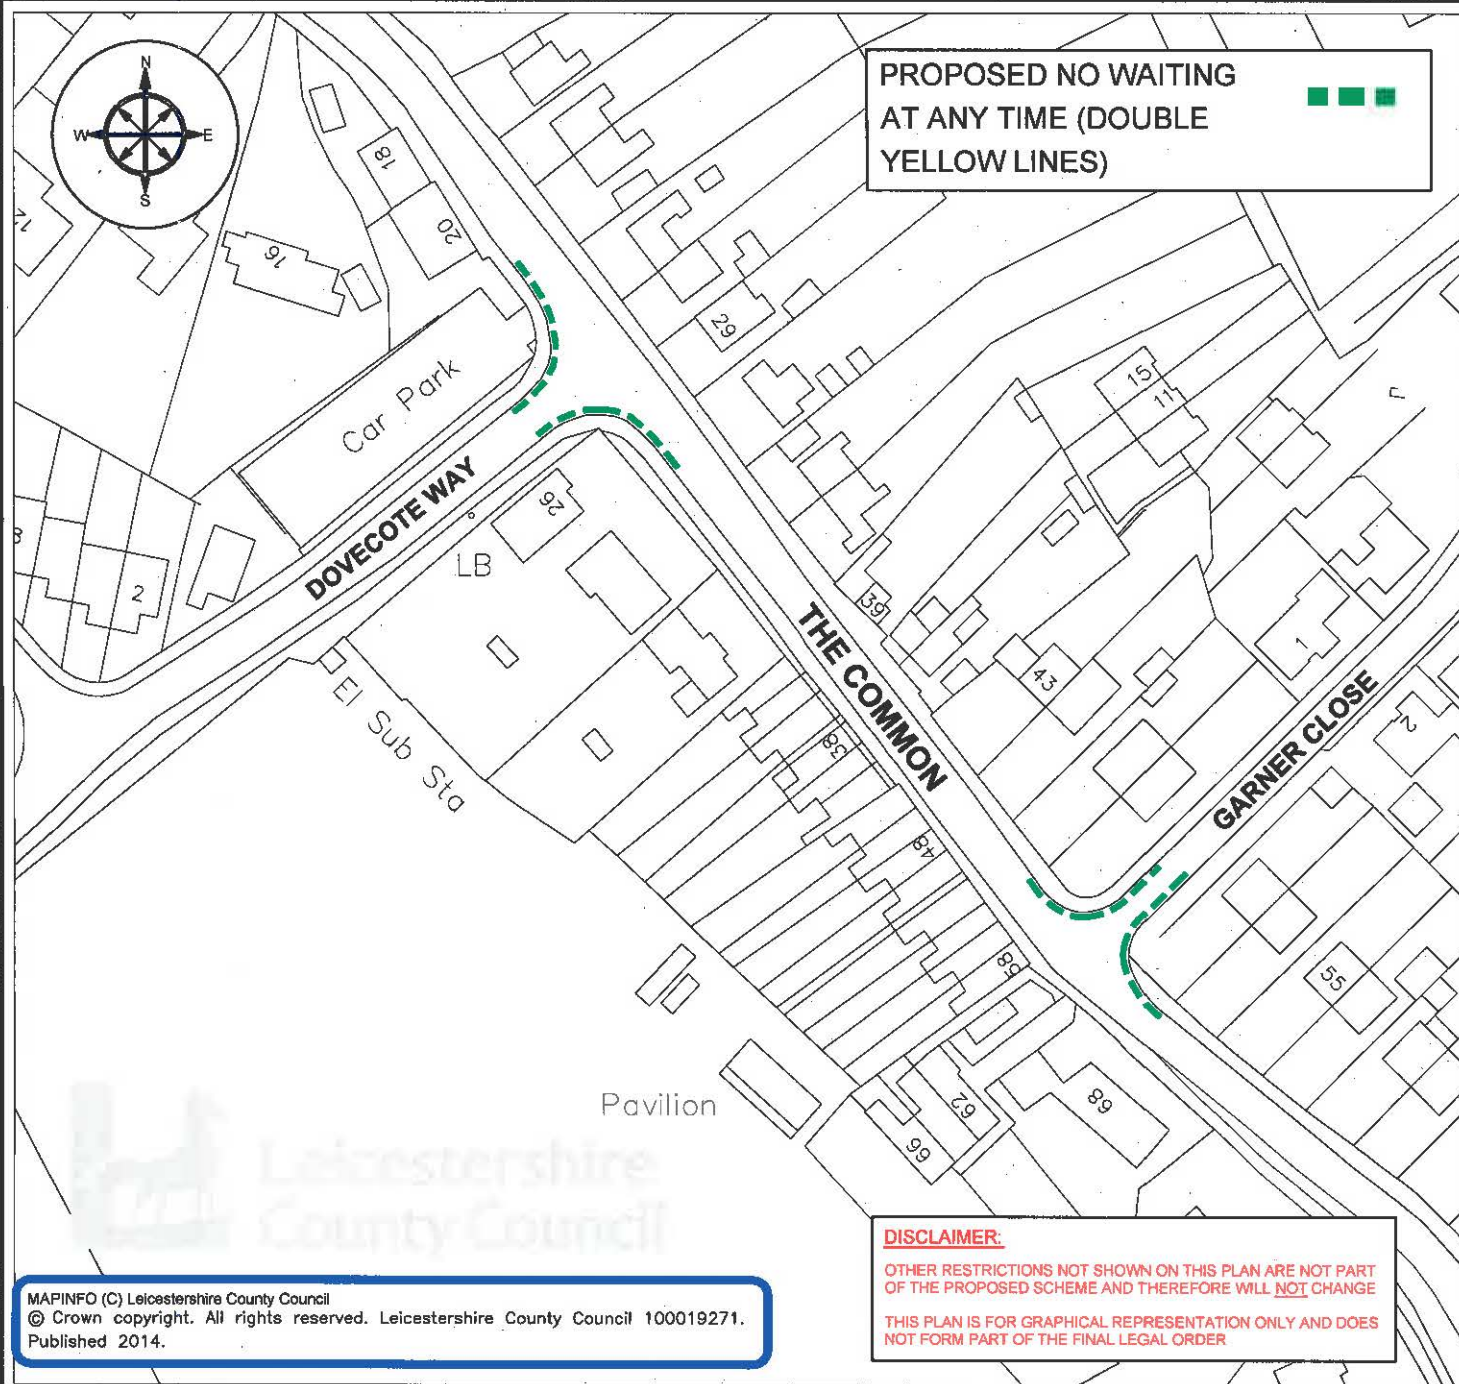 N
W
E
S
PROPOSED NO WAITING
AT ANY TIME (DOUBLE
YELLOW LINES)
12
16
18
20
29
15
11
Car Park
DOVECOTE WAY
26
LB
8
2
El Sub Sta
39
THE COMMON
43
1
GARNER CLOSE
2
38
48
58
55
Pavilion
62
66
68
Leicestershire
County Council
MAPINFO (C) Leicestershire County Council
© Crown copyright. All rights reserved. Leicestershire County Council 100019271.
Published 2014.
DISCLAIMER:
OTHER RESTRICTIONS NOT SHOWN ON THIS PLAN ARE NOT PART
OF THE PROPOSED SCHEME AND THEREFORE WILL NOT CHANGE
THIS PLAN IS FOR GRAPHICAL REPRESENTATION ONLY AND DOES
NOT FORM PART OF THE FINAL LEGAL ORDER